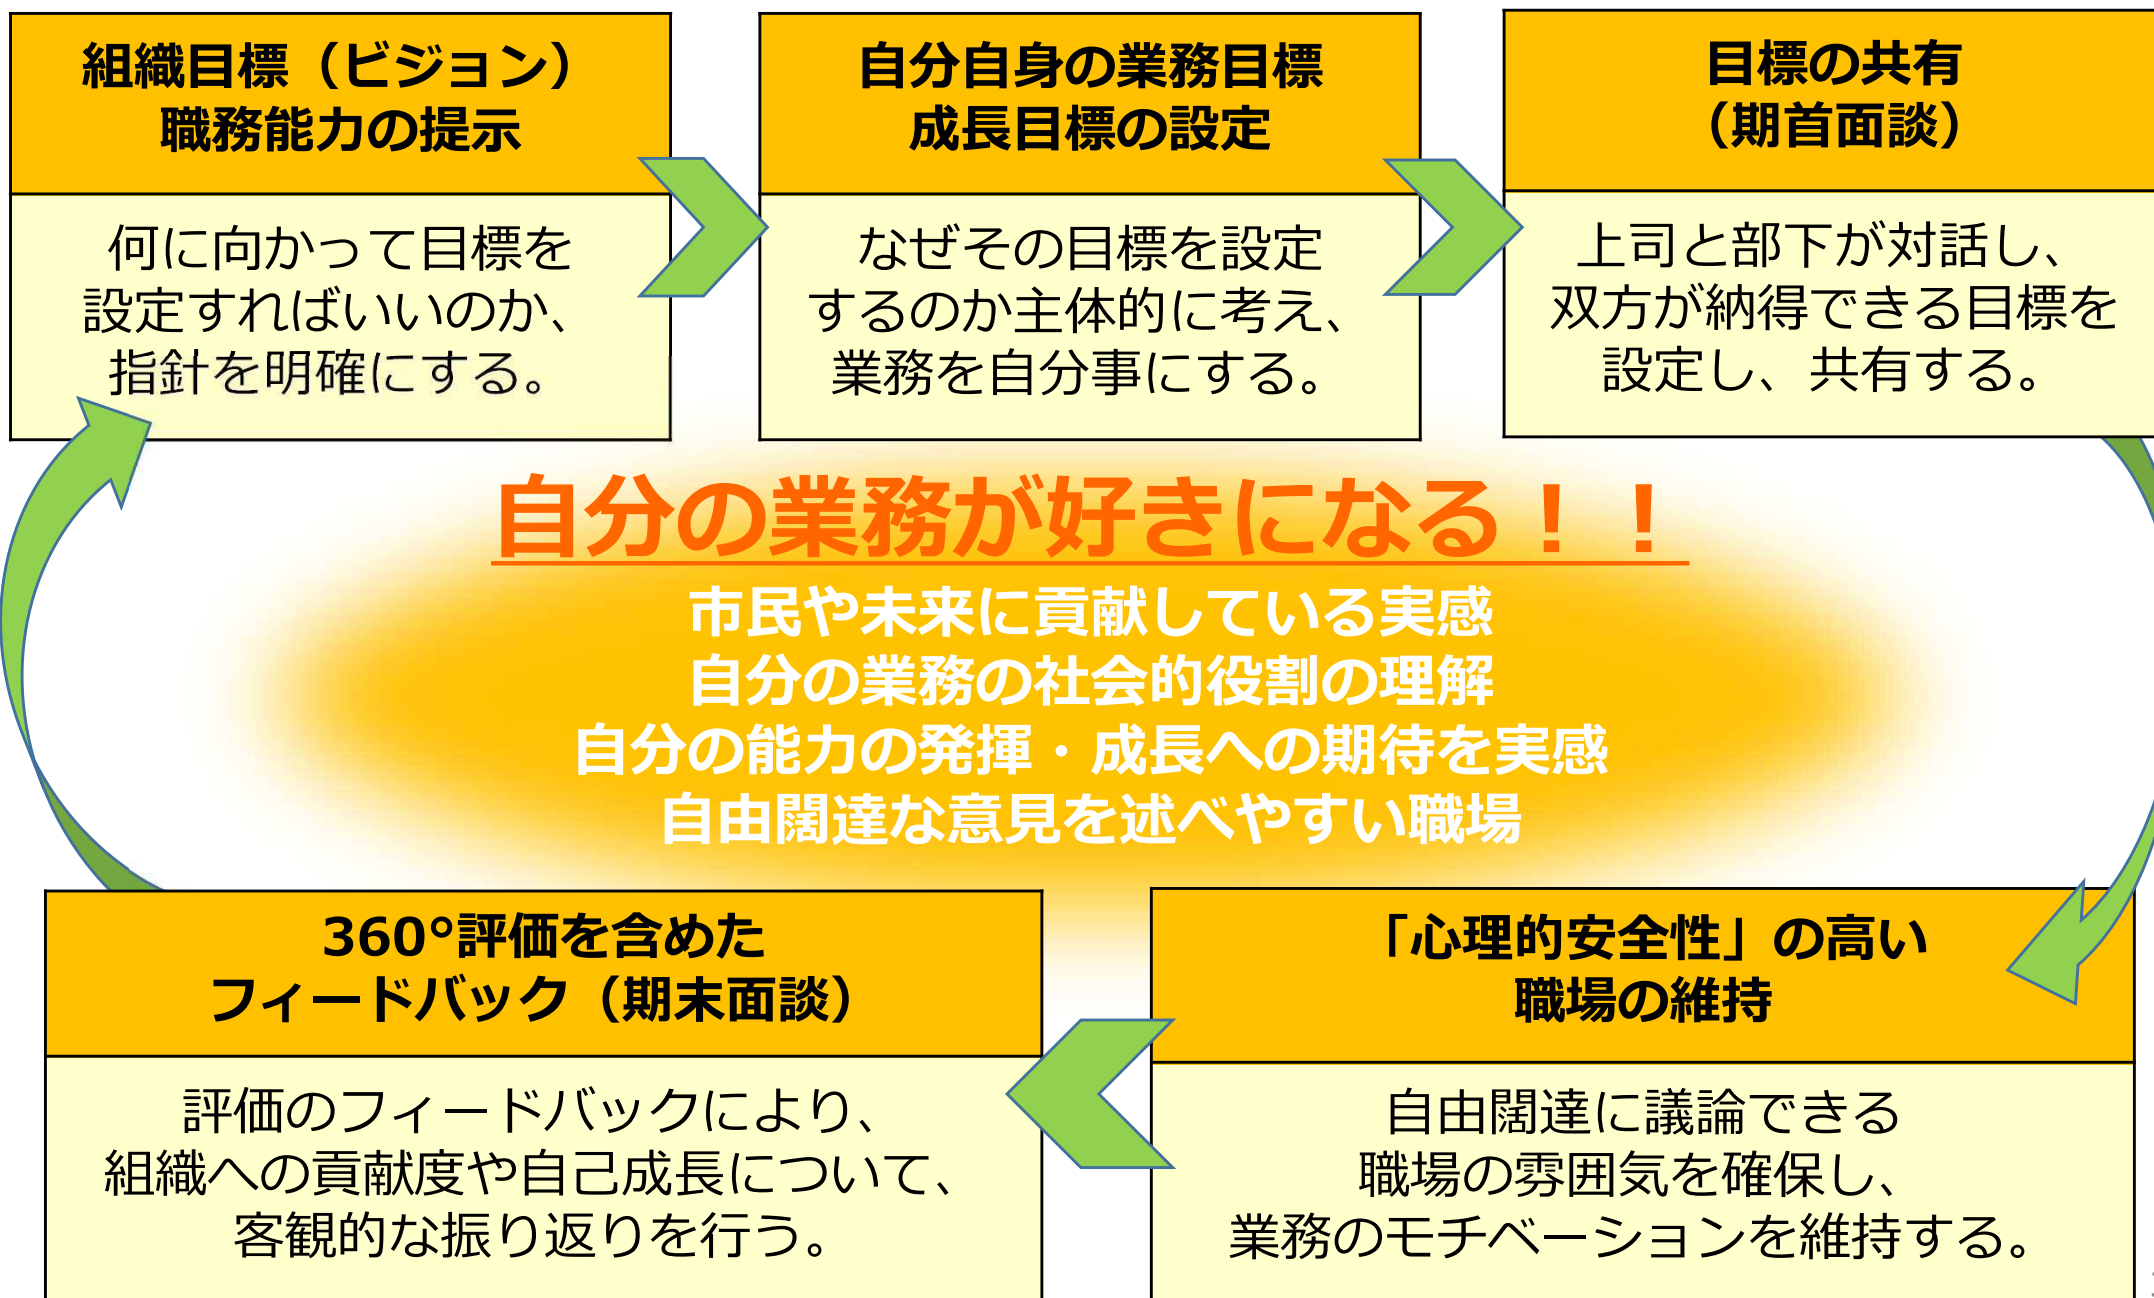 組織目標（ビジョン）
職務能力の提示
何に向かって目標を
設定すればいいのか、
指針を明確にする。
自分自身の業務目標
成長目標の設定
なぜその目標を設定
するのか主体的に考え、
業務を自分事にする。
目標の共有
（期首面談）
上司と部下が対話し、
双方が納得できる目標を
設定し、共有する。
自分の業務が好きになる！！
市民や未来に貢献している実感
自分の業務の社会的役割の理解
自分の能力の発揮・成長への期待を実感
自由闊達な意見を述べやすい職場
360°評価を含めた
フィードバック（期末面談）
評価のフィードバックにより、
組織への貢献度や自己成長について、
客観的な振り返りを行う。
「心理的安全性」の高い
職場の維持
自由闊達に議論できる
職場の雰囲気を確保し、
業務のモチベーションを維持する。